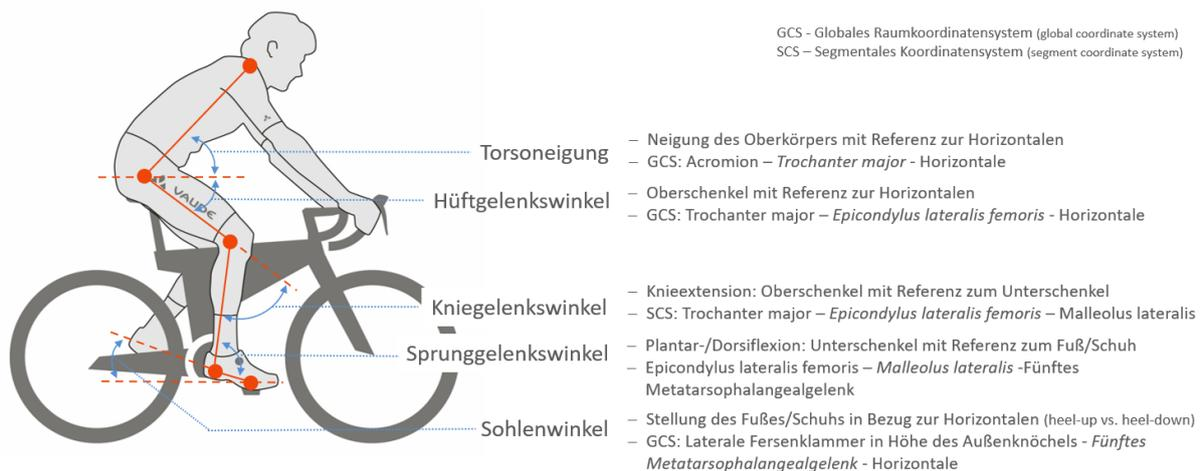 GCS - Globales Raumkoordinatensystem (global coordinate system)
SCS – Segmentales Koordinatensystem (segment coordinate system)
Torsoneigung
– Neigung des Oberkörpers mit Referenz zur Horizontalen
– GCS: Acromion – Trochanter major - Horizontale
VAUDE
Hüftgelenkswinkel
– Oberschenkel mit Referenz zur Horizontalen
– GCS: Trochanter major – Epicondylus lateralis femoris - Horizontale
Kniegelenkswinkel
– Knieextension: Oberschenkel mit Referenz zum Unterschenkel
– SCS: Trochanter major – Epicondylus lateralis femoris – Malleolus lateralis
Sprunggelenkswinkel
– Plantar-/Dorsiflexion: Unterschenkel mit Referenz zum Fuß/Schuh
– Epicondylus lateralis femoris – Malleolus lateralis -Fünftes
Metatarsophalangealgelenk
Sohlenwinkel
– Stellung des Fußes/Schuhs in Bezug zur Horizontalen (heel-up vs. heel-down)
– GCS: Laterale Fersenklammer in Höhe des Außenknöchels - Fünftes
Metatarsophalangealgelenk - Horizontale